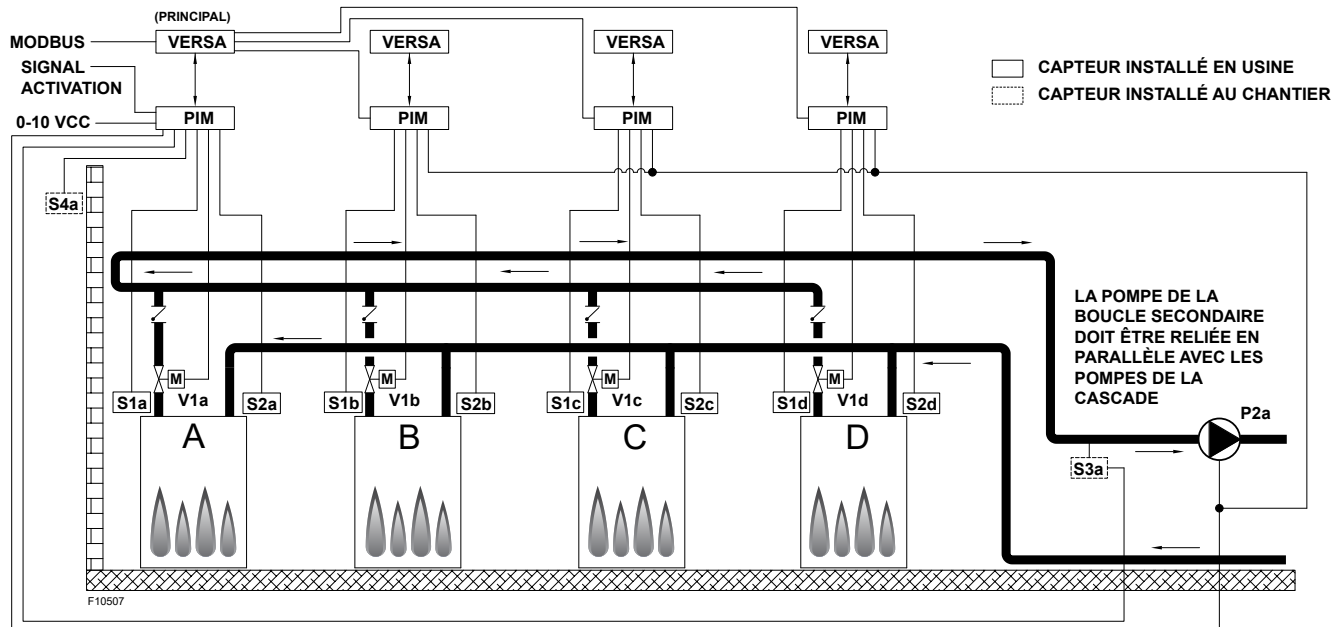 (PRINCIPAL)
MODBUS
VERSA
VERSA
VERSA
VERSA
SIGNAL
ACTIVATION
0-10 VCC
PIM
PIM
PIM
PIM
CAPTEUR INSTALLÉ EN USINE
CAPTEUR INSTALLÉ AU CHANTIER
S4a
LA POMPE DE LA
BOUCLE SECONDAIRE
DOIT ÊTRE RELIÉE EN
PARALLÈLE AVEC LES
POMPES DE LA
CASCADE
S1a
M
V1a
S2a
S1b
M
V1b
S2b
S1c
M
V1c
S2c
S1d
M
V1d
S2d
P2a
A
B
C
D
S3a
F10507